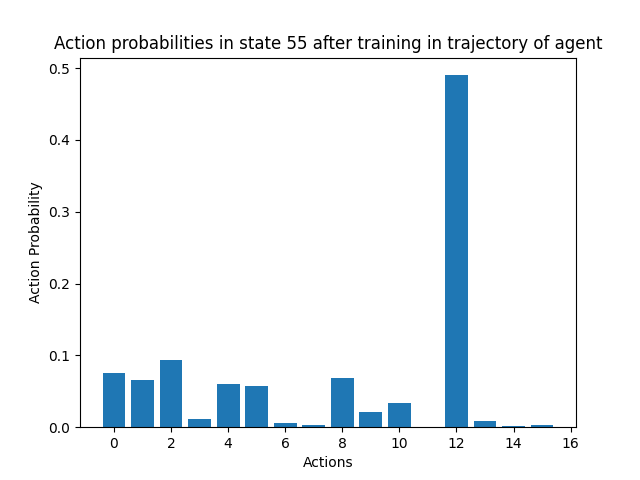 Action probabilities in state 55 after training in trajectory of agent
0.5
0.4
0.3
0.2
0.1
0.0
Action Probability
0 2 4 6 8 10 12 14 16
Actions